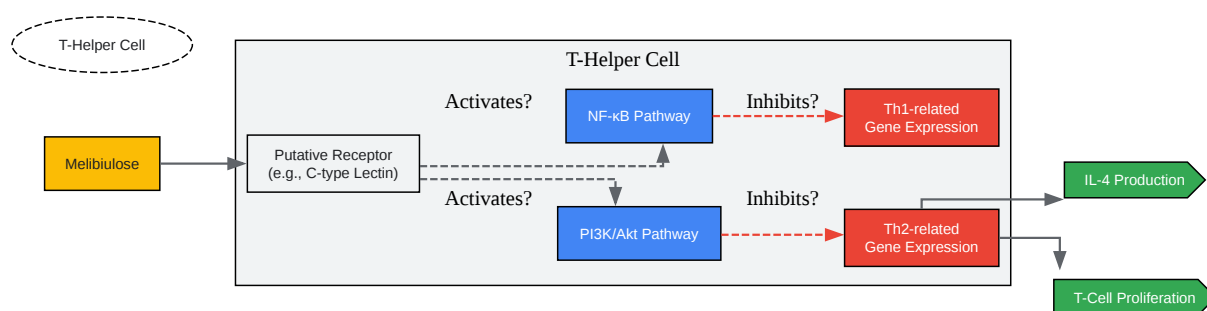 T-Helper Cell
T-Helper Cell
Activates?
NF-κB Pathway
Inhibits?
Th1-related
Gene Expression
Melibiulose
Putative Receptor
(e.g., C-type Lectin)
Activates?
PI3K/Akt Pathway
Inhibits?
Th2-related
Gene Expression
IL-4 Production
T-Cell Proliferation